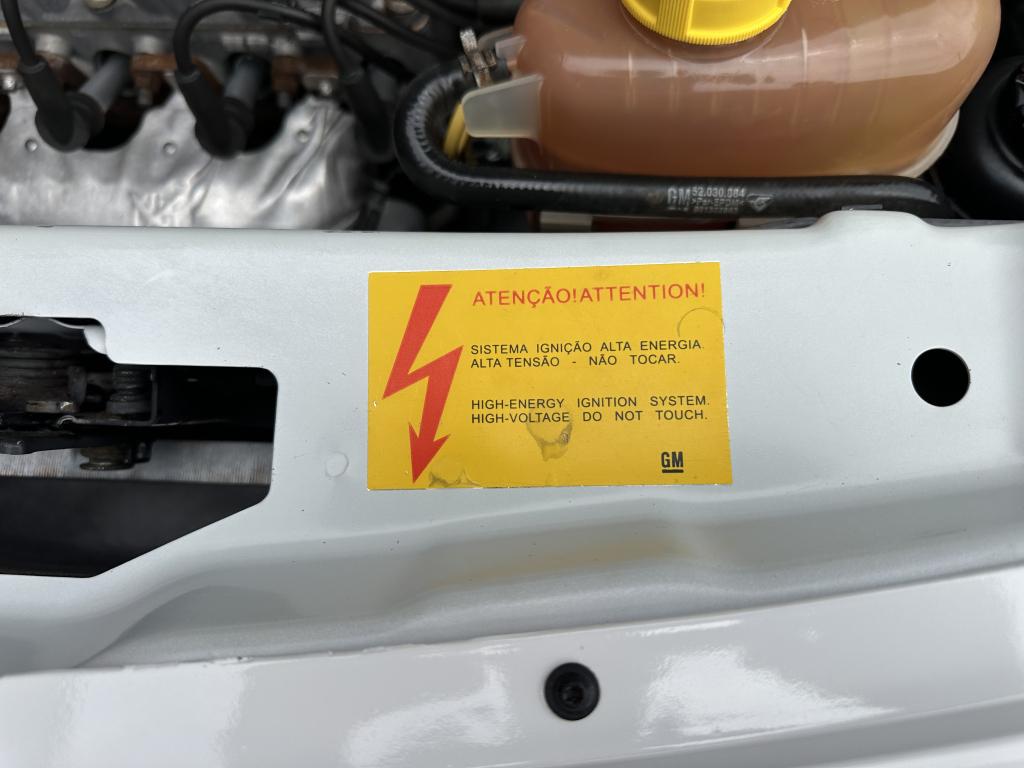 GM 52.030.084
ATENÇÃO!ATTENTION!
SISTEMA IGNIÇÃO ALTA ENERGIA.
ALTA TENSÃO - NÃO TOCAR.
HIGH-ENERGY IGNITION SYSTEM.
HIGH-VOLTAGE DO NOT TOUCH.
GM